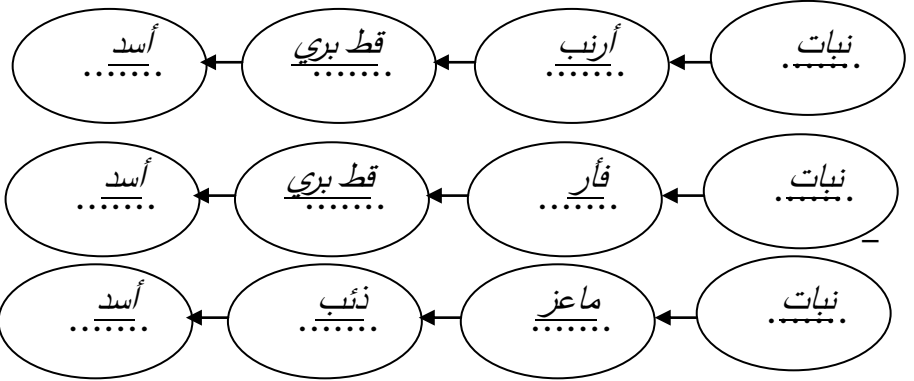 نبات أرنب قط بري أسد
نبات فأر قط بري أسد
نبات ماعز ذئب أسد